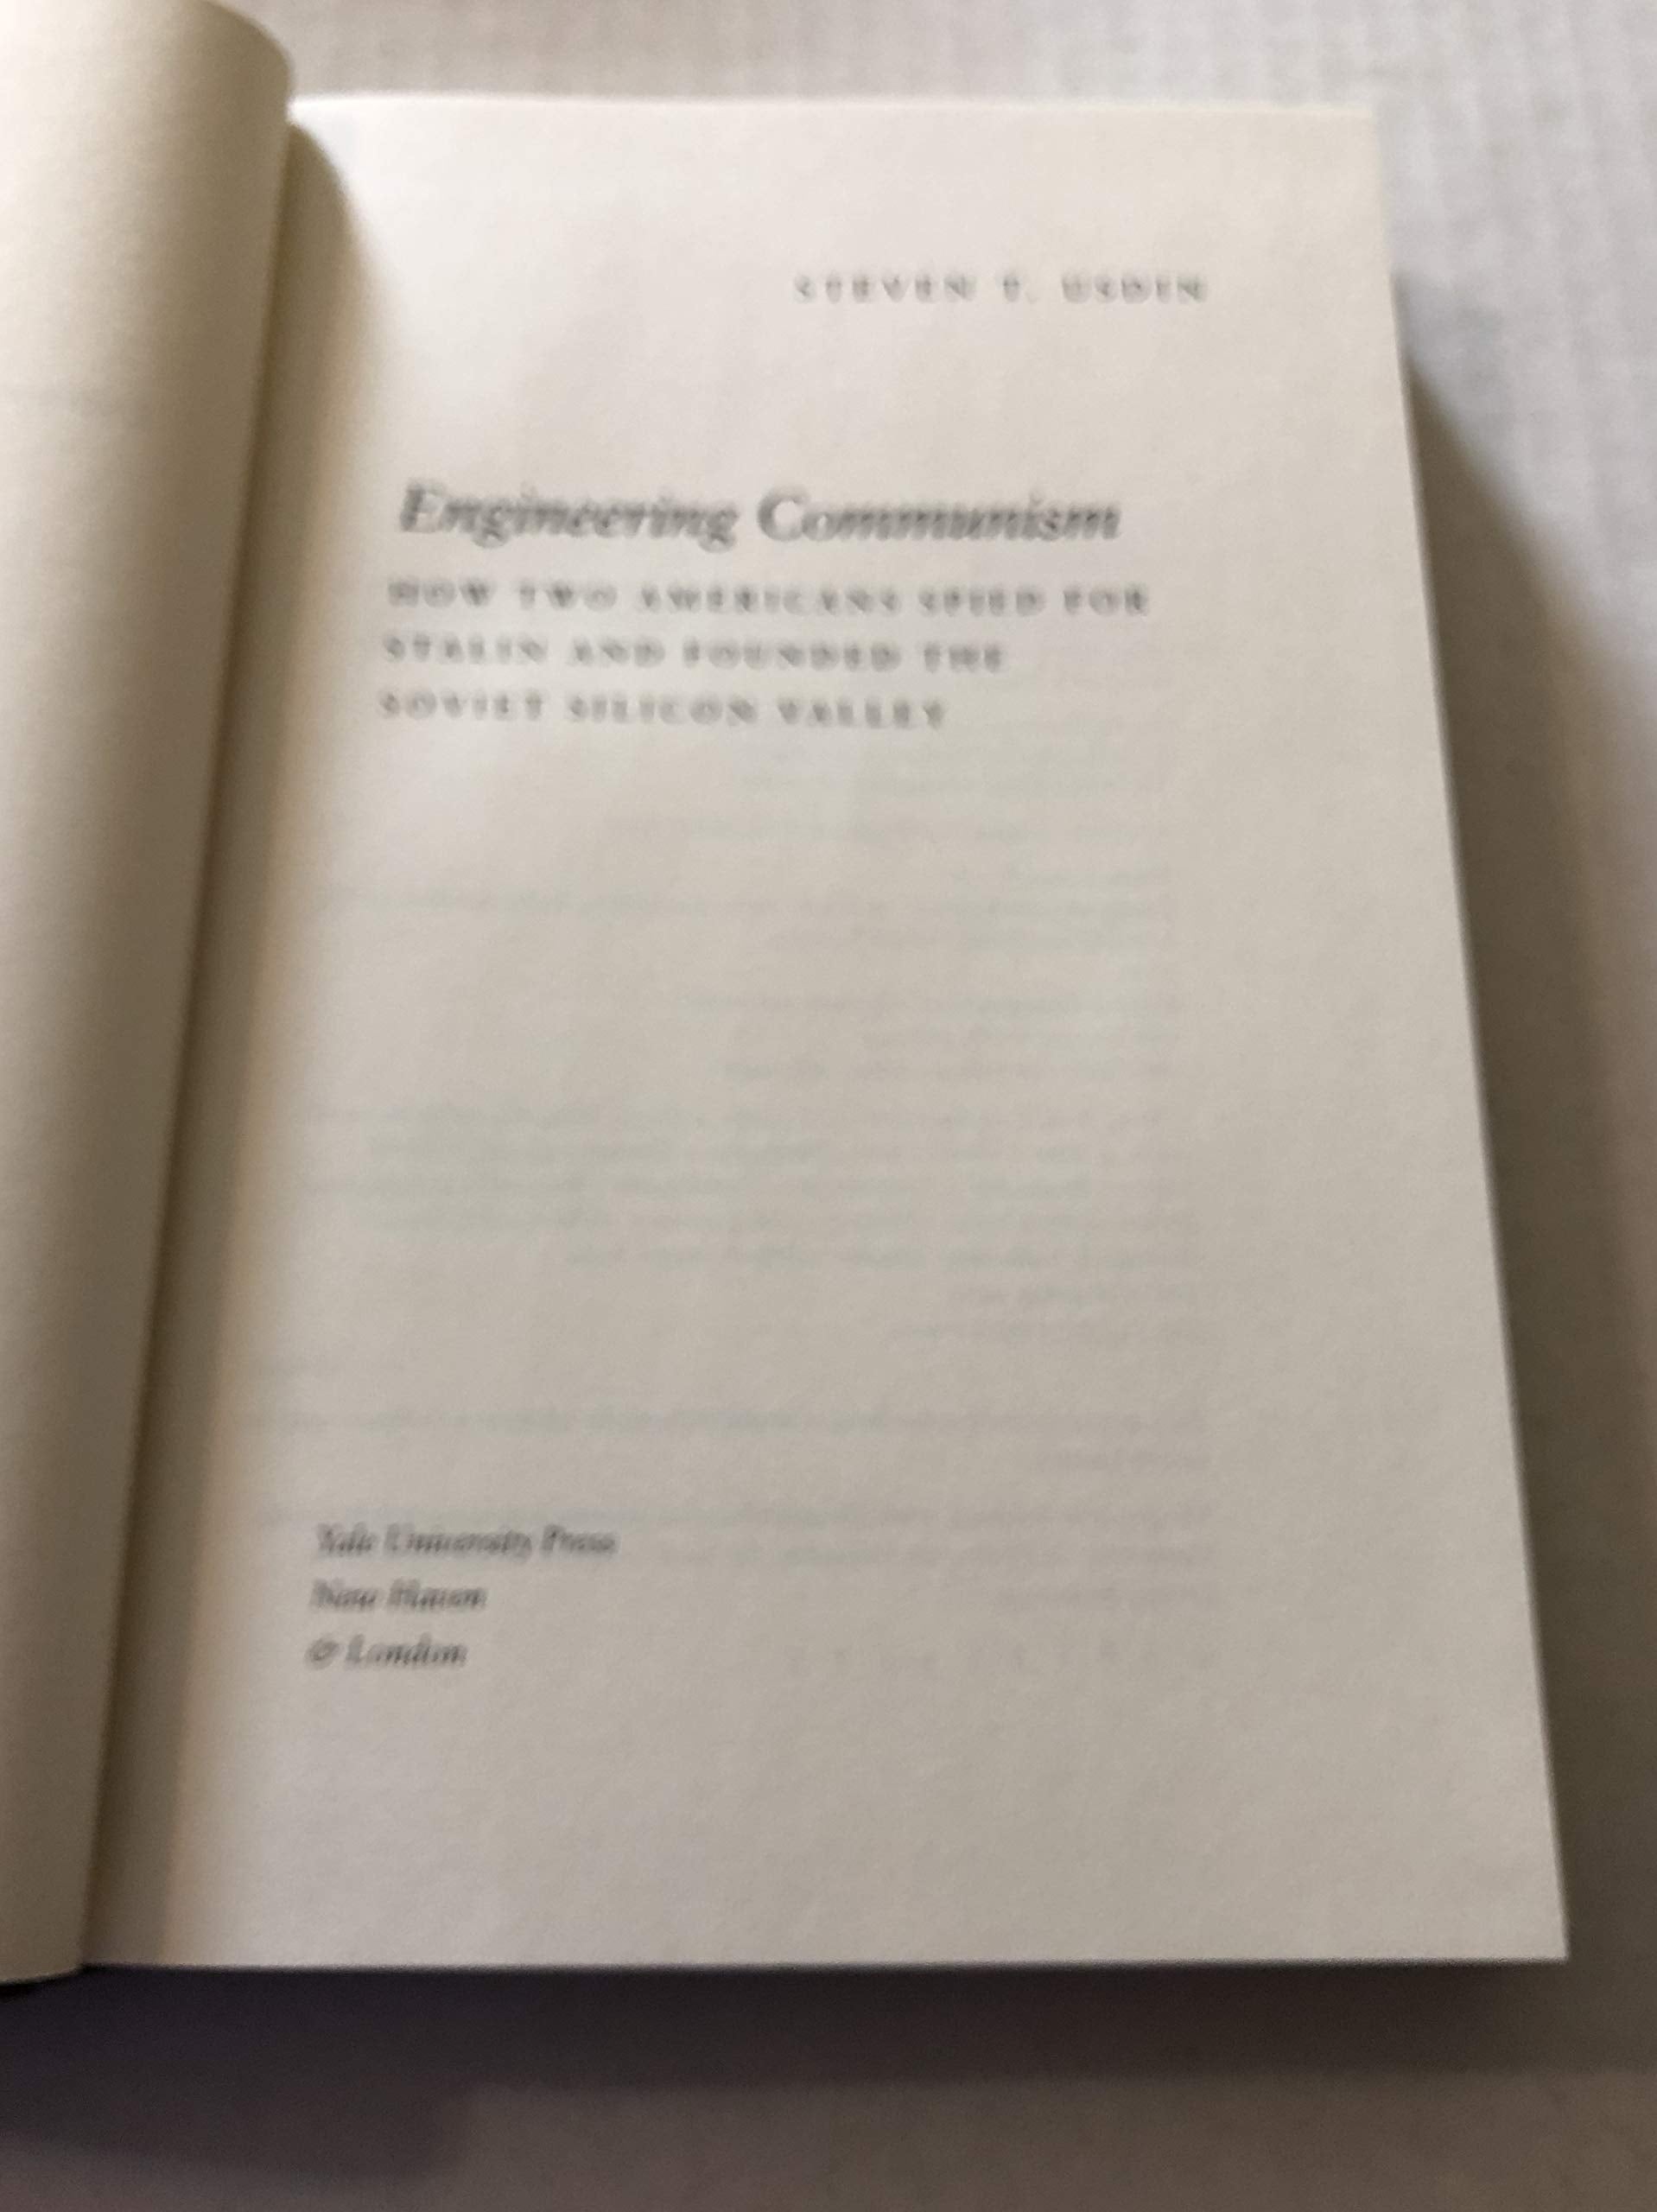 STEVEN T. USDIN
Engineering Communism
HOW TWO AMERICANS SPIED FOR
STALIN AND FOUNDED THE
SOVIET SILICON VALLEY
Yale University Press
New Haven
& London